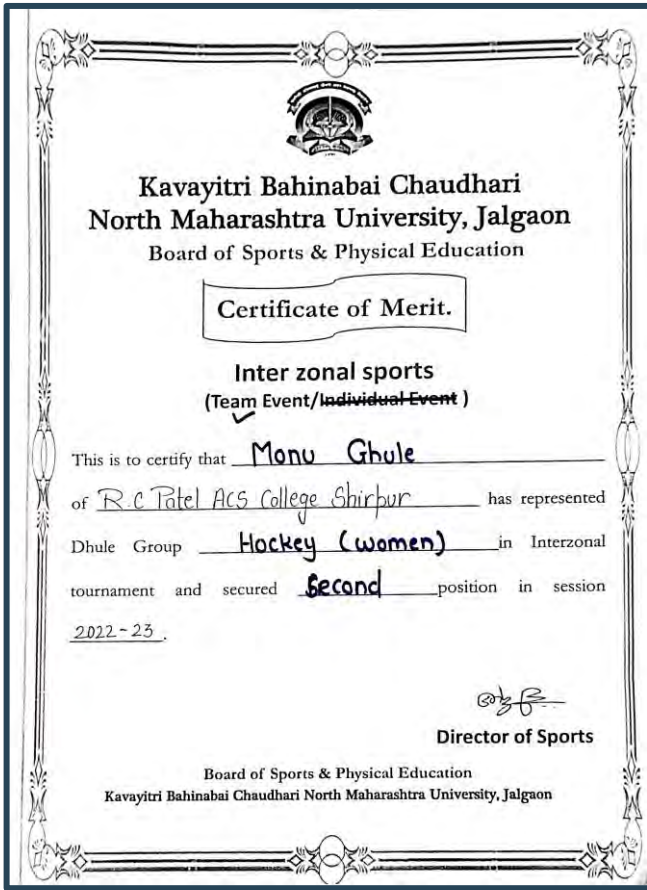 Kavayitri Bahinabai Chaudhari
North Maharashtra University, Jalgaon
Board of Sports & Physical Education
Certificate of Merit.
Inter zonal sports
(Team Event/Individual Event )
This is to certify that Monu Ghule
of R.C Patel ACS College Shirpur has represented
Dhule Group Hockey (women) in Interzonal
tournament and secured Second position in session
2022-23.
Director of Sports
Board of Sports & Physical Education
Kavayitri Bahinabai Chaudhari North Maharashtra University, Jalgaon